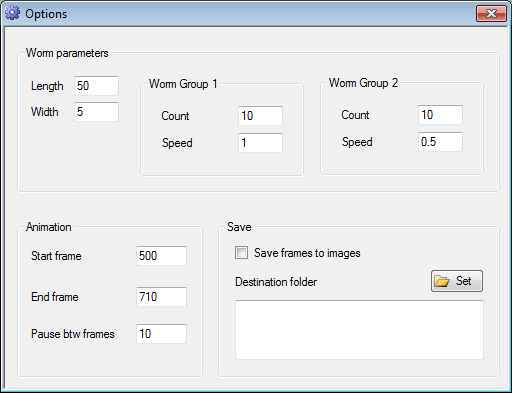 Options
Worm parameters
Length 50
Width 5
Worm Group 1
Count 10
Speed 1
Worm Group 2
Count 10
Speed 0.5
Animation
Start frame 500
End frame 710
Pause btw frames 10
Save
Save frames to images
Destination folder
Set